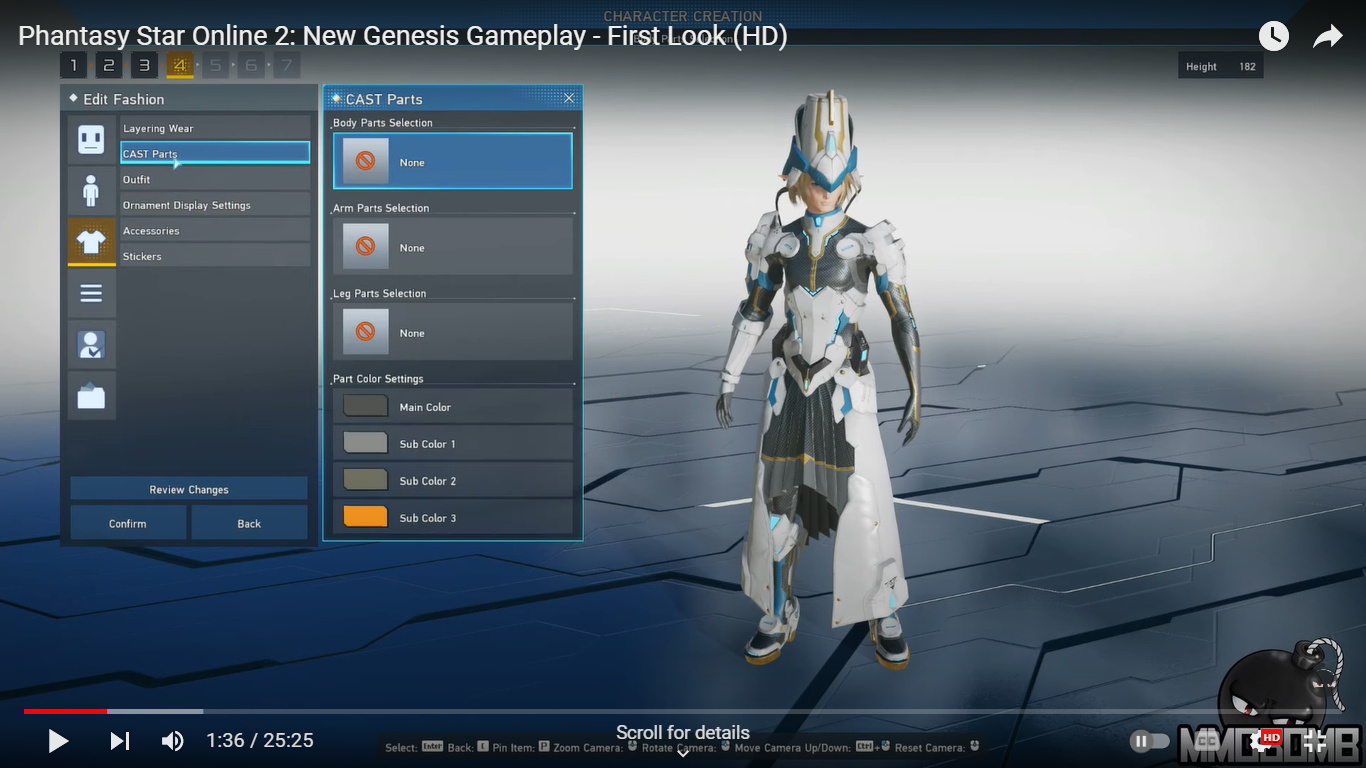 CHARACTER CREATION
Phantasy Star Online 2: New Genesis Gameplay - First Look (HD)
1 2 3 4 5 6 7
Height 182
Edit Fashion
Layering Wear
CAST Parts
Outfit
Ornament Display Settings
Accessories
Stickers
Review Changes
Confirm Back
CAST Parts
Body Parts Selection
None
Arm Parts Selection
None
Leg Parts Selection
None
Part Color Settings
Main Color
Sub Color 1
Sub Color 2
Sub Color 3
Scroll for details
1:36 / 25:25
Select: Enter Back: Pin Item: P Zoom Camera: Rotate Camera: Move Camera Up/Down: Ctrl+ Reset Camera:
CC
HD
MMOBOMB